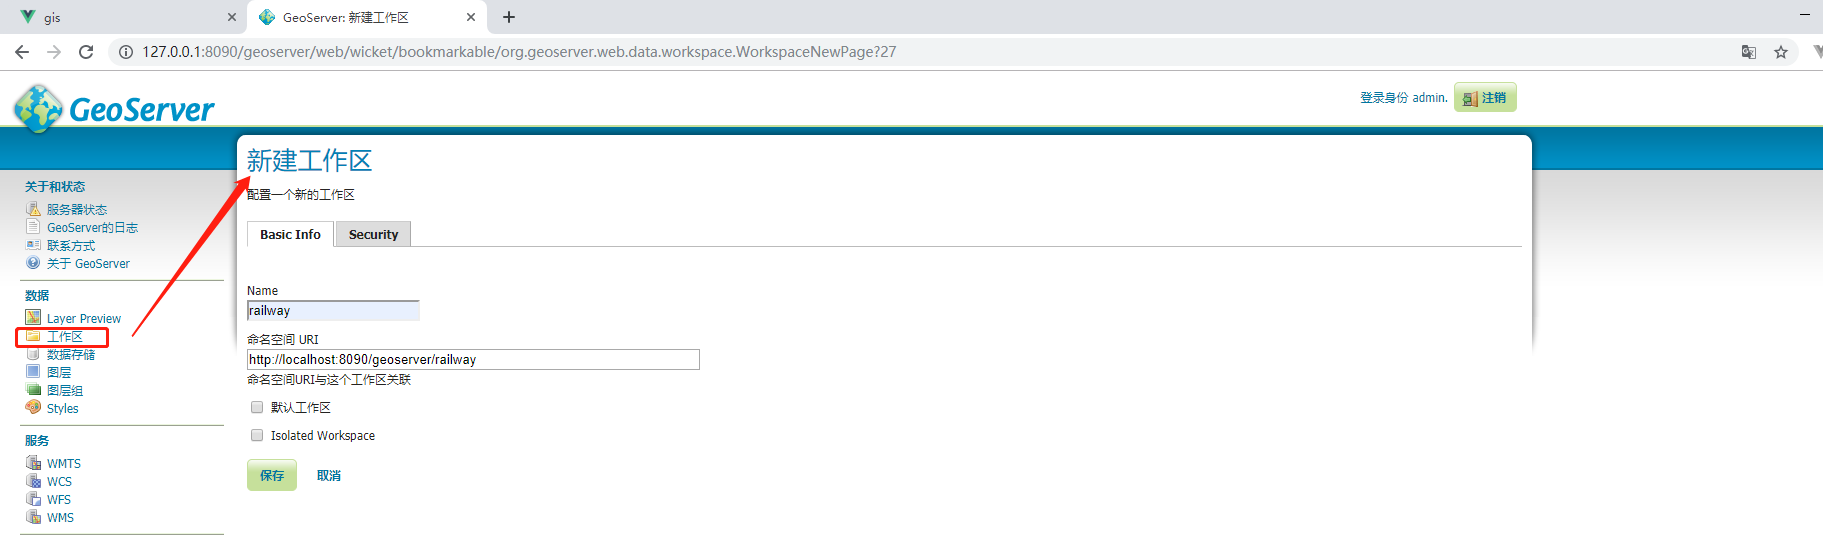 gis
GeoServer: 新建工作区
127.0.0.1:8090/geoserver/web/wicket/bookmarkable/org.geoserver.web.data.workspace.WorkspaceNewPage?27
GeoServer
登录身份 admin.
注销
新建工作区
配置一个新的工作区
关于和状态
服务器状态
GeoServer的日志
联系方式
关于 GeoServer
数据
Layer Preview
工作区
数据存储
图层
图层组
Styles
服务
WMTS
WCS
WFS
WMS
Basic Info
Security
Name
railway
命名空间 URI
http://localhost:8090/geoserver/railway
命名空间URI与这个工作区关联
默认工作区
Isolated Workspace
保存
取消